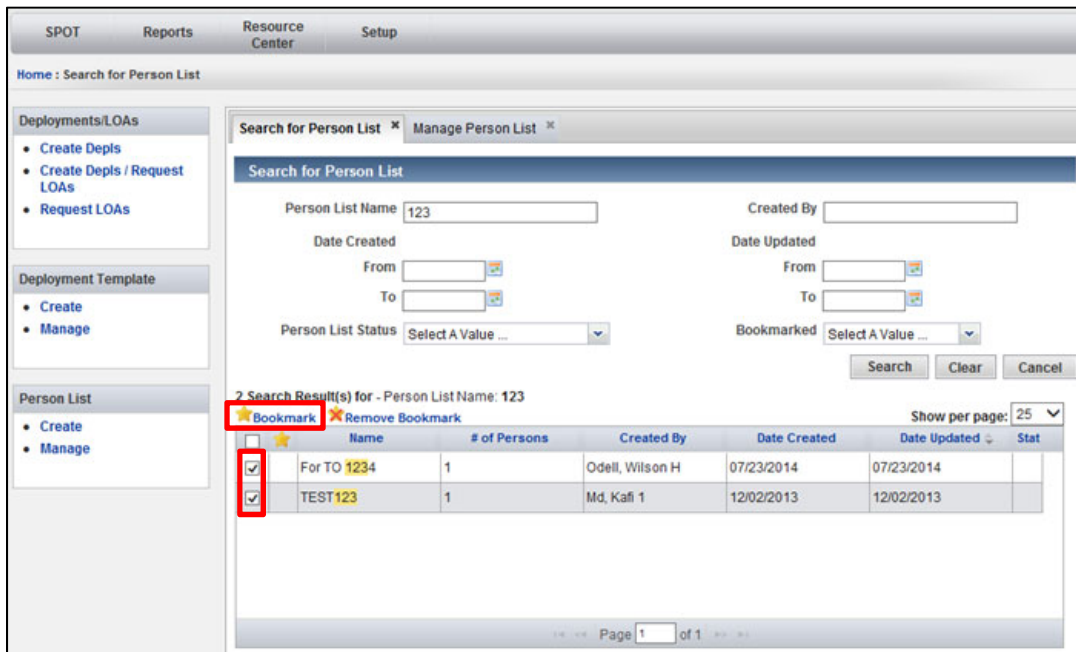 SPOT Reports Resource Center Setup
Home : Search for Person List
Deployments/LOAs
Create Depls
Create Depls / Request
LOAs
Request LOAs
Deployment Template
Create
Manage
Person List
Create
Manage
Search for Person List Manage Person List
Search for Person List
Person List Name 123 Created By
Date Created Date Updated
From From
To To
Person List Status Select A Value ... Bookmarked Select A Value ...
Search Clear Cancel
2 Search Result(s) for - Person List Name: 123
Bookmark Remove Bookmark Show per page: 25
Name # of Persons Created By Date Created Date Updated Stat
For TO 1234 1 Odell, Wilson H 07/23/2014 07/23/2014
TEST123 1 Md, Kafi 1 12/02/2013 12/02/2013
Page 1 of 1